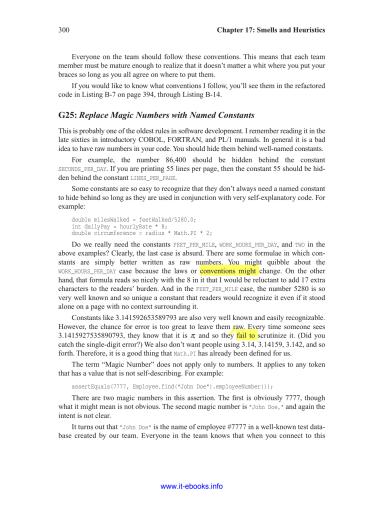 300
Chapter 17: Smells and Heuristics
Everyone on the team should follow these conventions. This means that each team
member must be mature enough to realize that it doesn't matter a whit where you put your
braces so long as you all agree on where to put them.
If you would like to know what conventions I follow, you'll see them in the refactored
code in Listing B-7 on page 394, through Listing B-14.
G25: Replace Magic Numbers with Named Constants
This is probably one of the oldest rules in software development. I remember reading it in the
late sixties in introductory COBOL, FORTRAN, and PL/1 manuals. In general it is a bad
idea to have raw numbers in your code. You should hide them behind well-named constants.
For example, the number 86,400 should be hidden behind the constant
SECONDS_PER_DAY. If you are printing 55 lines per page, then the constant 55 should be hid-
den behind the constant LINES_PER_PAGE.
Some constants are so easy to recognize that they don't always need a named constant
to hide behind so long as they are used in conjunction with very self-explanatory code. For
example:
double milesWalked = feetWalked/5280.0;
int dailyPay = hourlyRate * 8;
double circumference = radius * Math.PI * 2;
Do we really need the constants FEET_PER_MILE, WORK_HOURS_PER_DAY, and TWO in the
above examples? Clearly, the last case is absurd. There are some formulae in which con-
stants are simply better written as raw numbers. You might quibble about the
WORK_HOURS_PER_DAY case because the laws or conventions might change. On the other
hand, that formula reads so nicely with the 8 in it that I would be reluctant to add 17 extra
characters to the readers' burden. And in the FEET_PER_MILE case, the number 5280 is so
very well known and so unique a constant that readers would recognize it even if it stood
alone on a page with no context surrounding it.
Constants like 3.141592653589793 are also very well known and easily recognizable.
However, the chance for error is too great to leave them raw. Every time someone sees
3.1415927535890793, they know that it is π, and so they fail to scrutinize it. (Did you
catch the single-digit error?) We also don't want people using 3.14, 3.14159, 3.142, and so
forth. Therefore, it is a good thing that Math.PI has already been defined for us.
The term "Magic Number" does not apply only to numbers. It applies to any token
that has a value that is not self-describing. For example:
assertEquals(7777, Employee.find("John Doe").employeeNumber());
There are two magic numbers in this assertion. The first is obviously 7777, though
what it might mean is not obvious. The second magic number is "John Doe," and again the
intent is not clear.
It turns out that "John Doe" is the name of employee #7777 in a well-known test data-
base created by our team. Everyone in the team knows that when you connect to this
www.it-ebooks.info